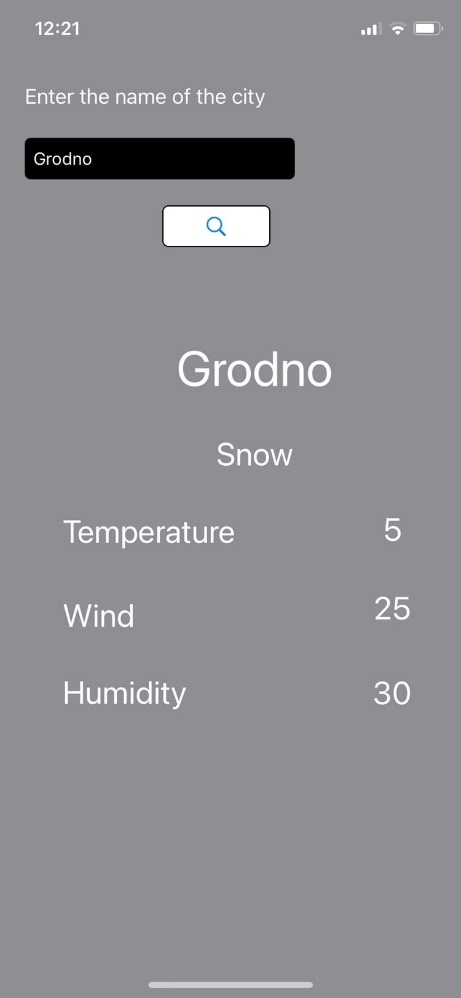 12:21
Enter the name of the city
Grodno
Grodno
Snow
Temperature 5
Wind 25
Humidity 30